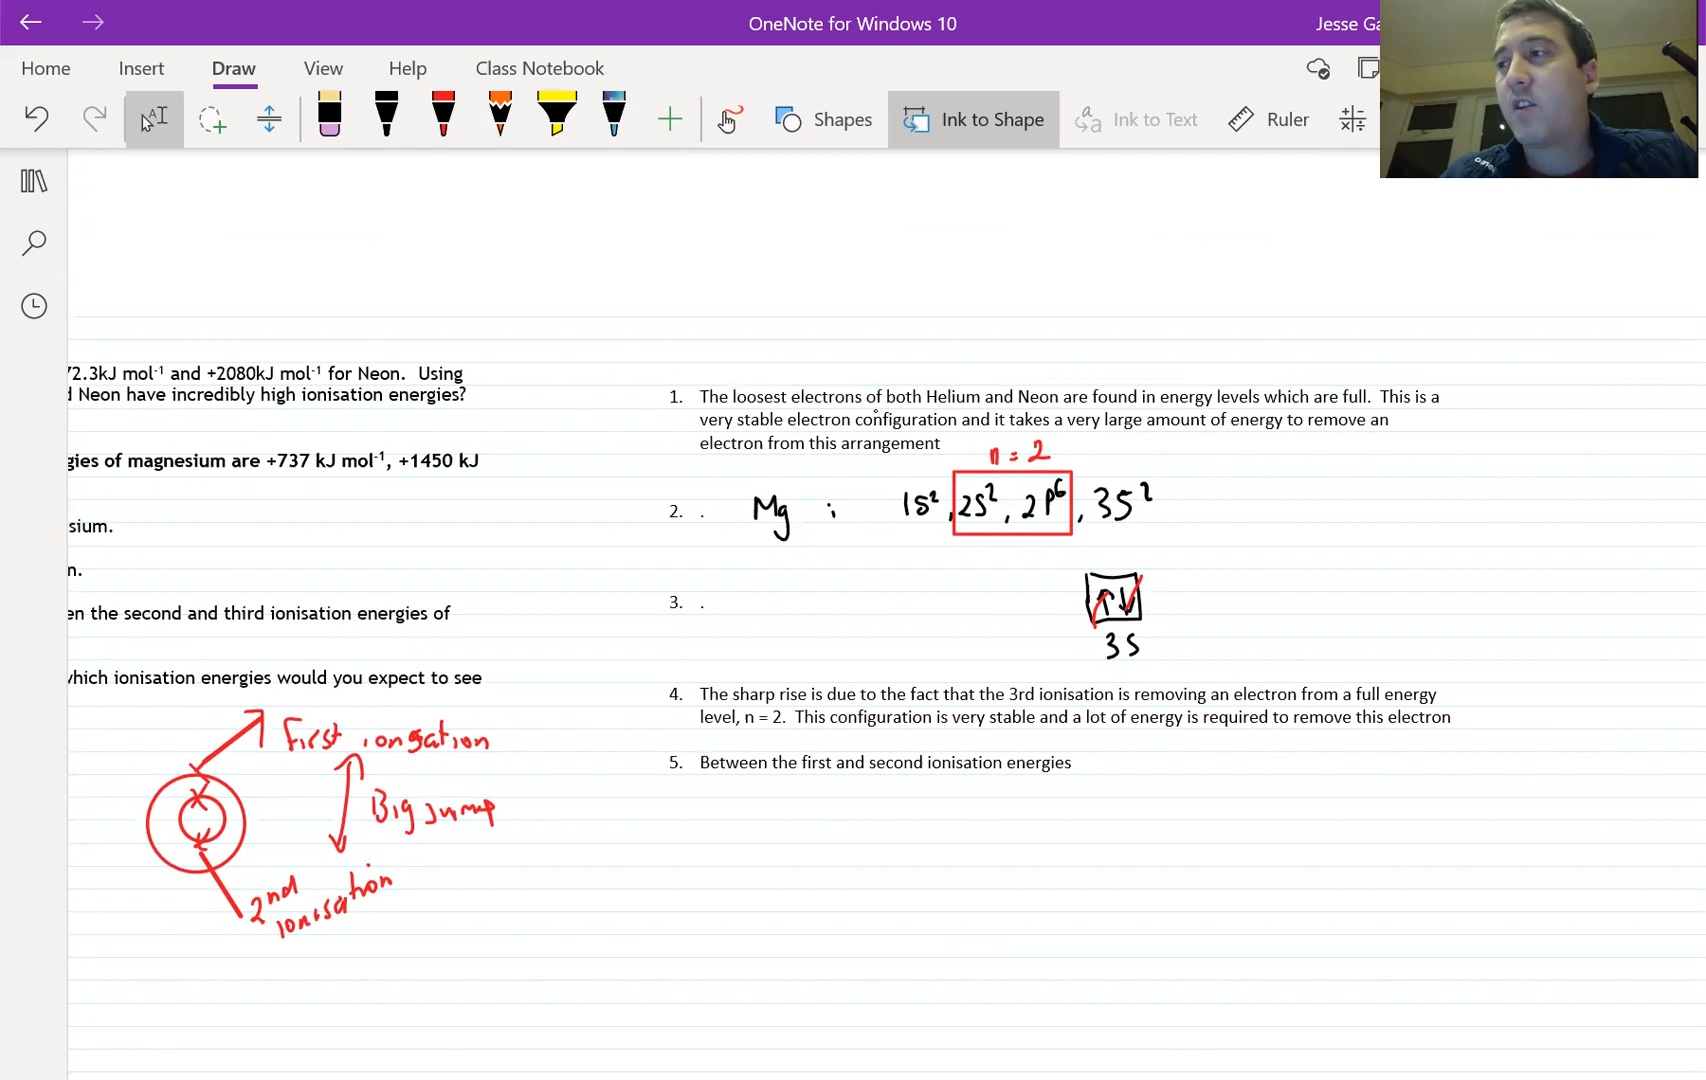 OneNote for Windows 10
Jesse Ga
Home Insert Draw View Help Class Notebook
Shapes Ink to Shape Ink to Text Ruler
72.3kJ mol⁻¹ and +2080kJ mol⁻¹ for Neon. Using
d Neon have incredibly high ionisation energies?
gies of magnesium are +737 kJ mol⁻¹, +1450 kJ
sium.
n.
en the second and third ionisation energies of
which ionisation energies would you expect to see
First ionsation
Big Jump
2nd
ionisation
1. The loosest electrons of both Helium and Neon are found in energy levels which are full. This is a
very stable electron configuration and it takes a very large amount of energy to remove an
electron from this arrangement
n = 2
2. . Mg : 1S², 2S², 2P⁶, 3S²
3. . ↑↓
3S
4. The sharp rise is due to the fact that the 3rd ionisation is removing an electron from a full energy
level, n = 2. This configuration is very stable and a lot of energy is required to remove this electron
5. Between the first and second ionisation energies